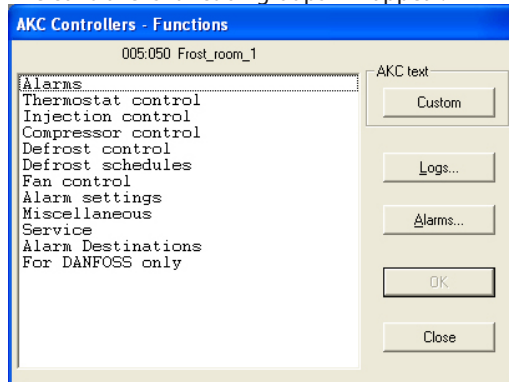 AKC Controllers - Functions
005:050 Frost_room_1
AKC text
Custom
Alarms
Thermostat control
Injection control
Compressor control
Defrost control
Defrost schedules
Fan control
Alarm settings
Miscellaneous
Service
Alarm Destinations
For DANFOSS only
Logs...
Alarms...
OK
Close